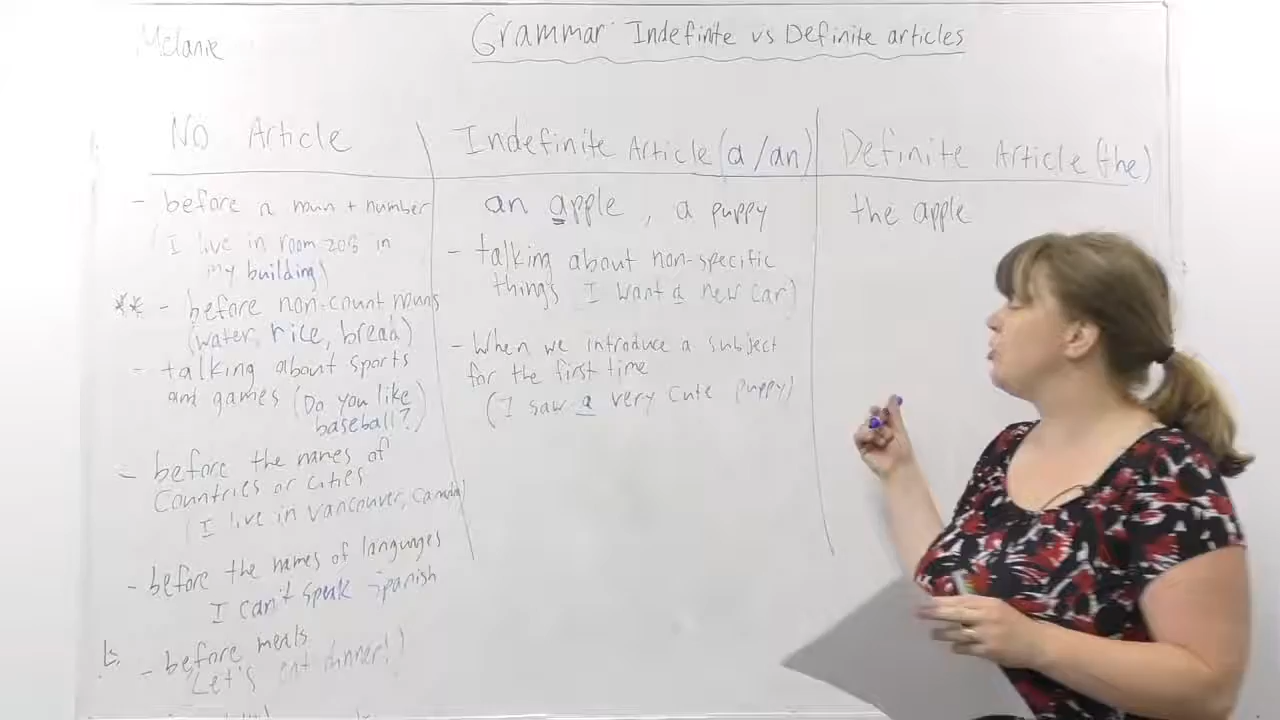 Melanie
Grammar: Indefinite vs Definite articles
No Article
- before a noun + number
(I live in room 203 in
my building)
** - before non-count nouns
(water, rice, bread)
- talking about sports
and games (Do you like
baseball?)
- before the names of
countries or cities
(I live in Vancouver, Canada)
- before the names of languages
I can't speak Spanish
- before meals
Let's eat dinner!)
Indefinite Article (a/an)
an apple, a puppy
- talking about non-specific
things (I want a new car)
- When we introduce a subject
for the first time
(I saw a very cute puppy)
Definite Article (the)
the apple